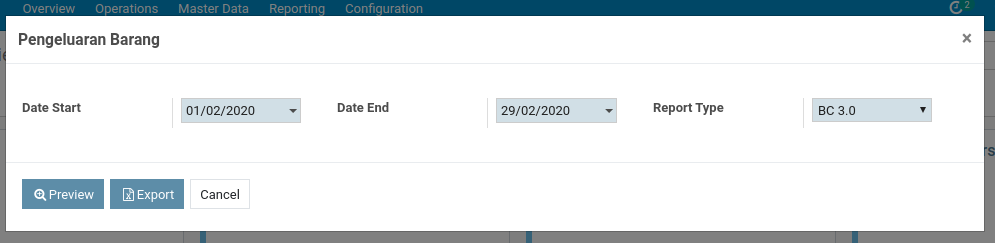 Overview Operations Master Data Reporting Configuration 2
Pengeluaran Barang ×
Date Start 01/02/2020 Date End 29/02/2020 Report Type BC 3.0
Preview Export Cancel